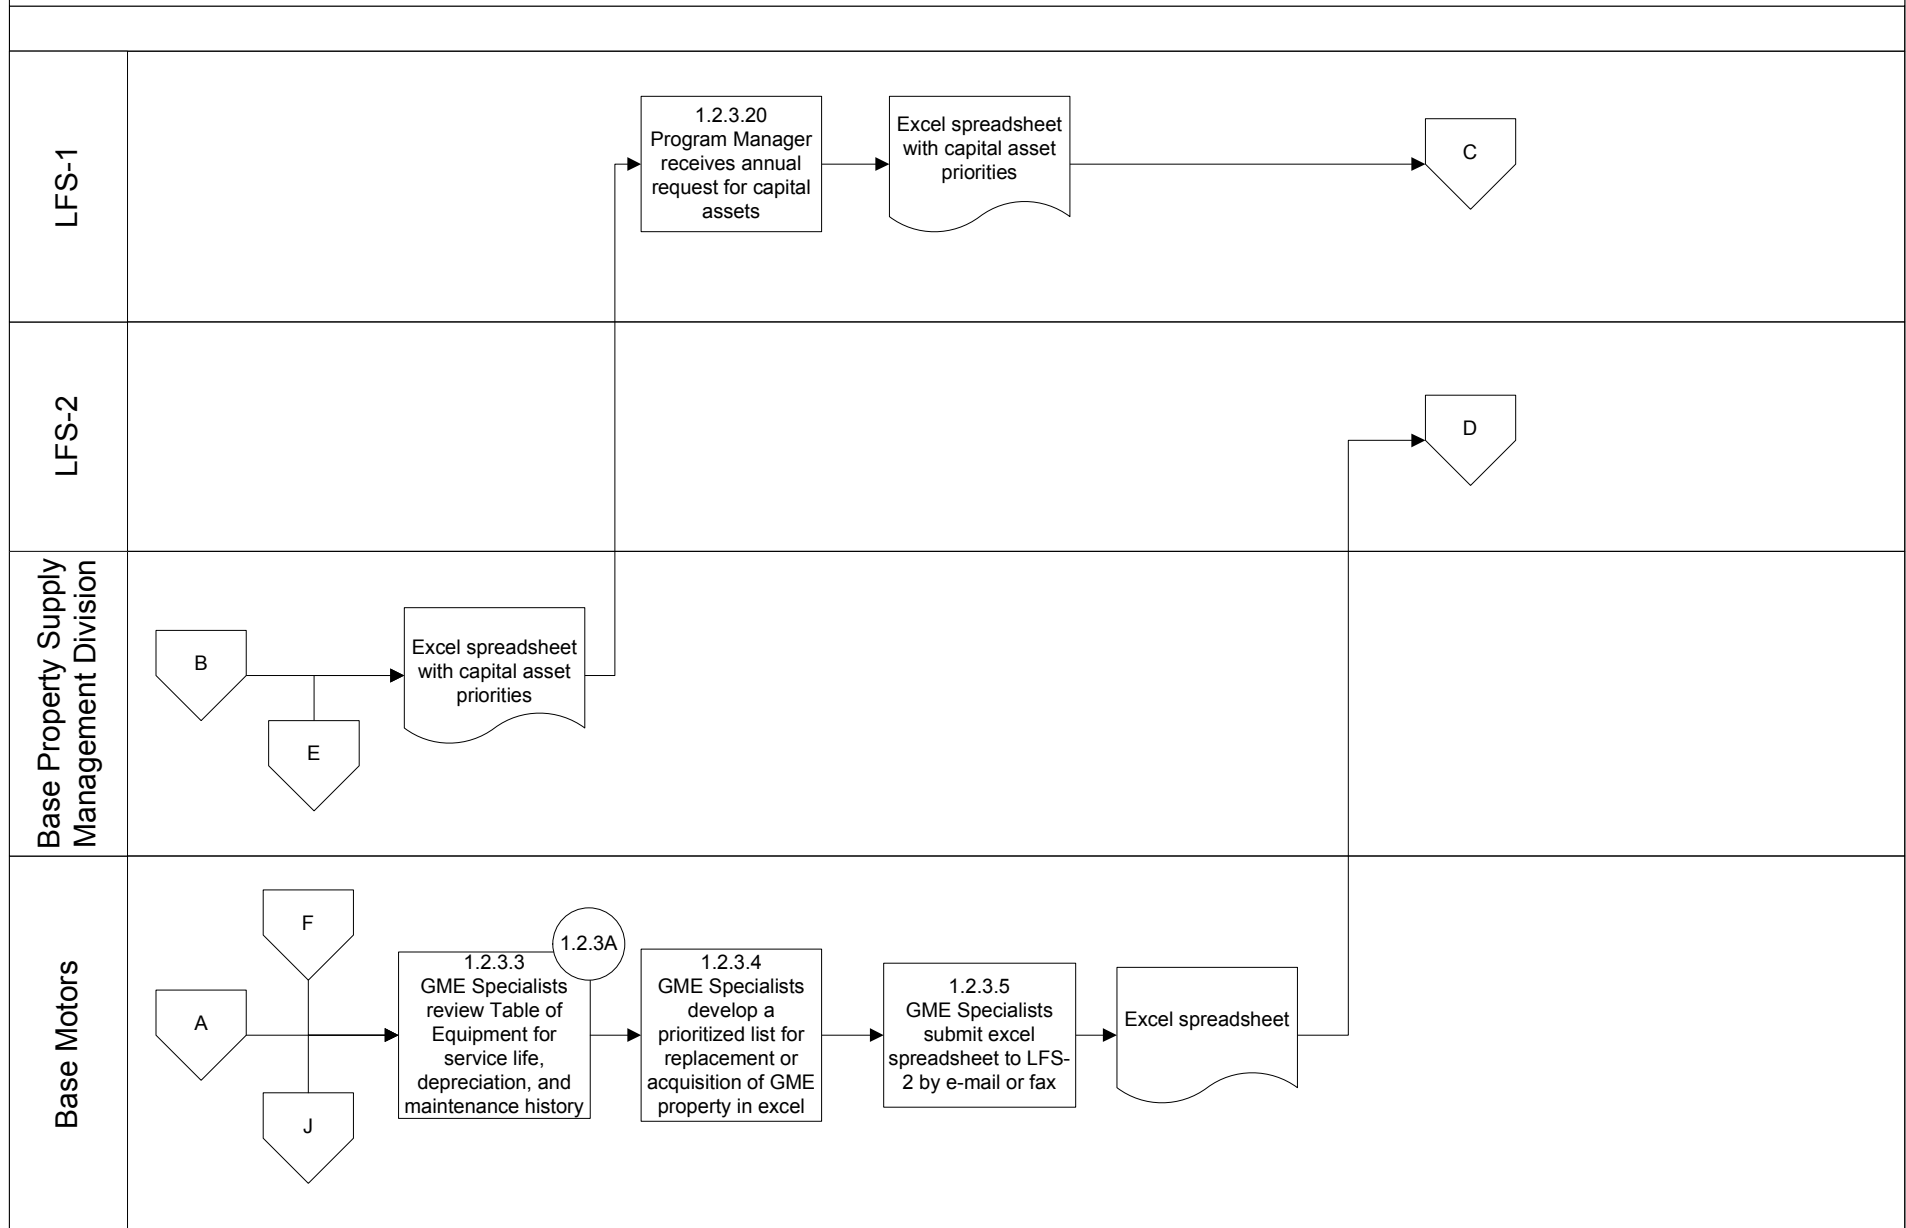 LFS-1
1.2.3.20
Program Manager
receives annual
request for capital
assets
Excel spreadsheet
with capital asset
priorities
C
LFS-2
D
Base Property Supply
Management Division
B
E
Excel spreadsheet
with capital asset
priorities
Base Motors
F
A
J
1.2.3A
1.2.3.3
GME Specialists
review Table of
Equipment for
service life,
depreciation, and
maintenance history
1.2.3.4
GME Specialists
develop a
prioritized list for
replacement or
acquisition of GME
property in excel
1.2.3.5
GME Specialists
submit excel
spreadsheet to LFS-
2 by e-mail or fax
Excel spreadsheet